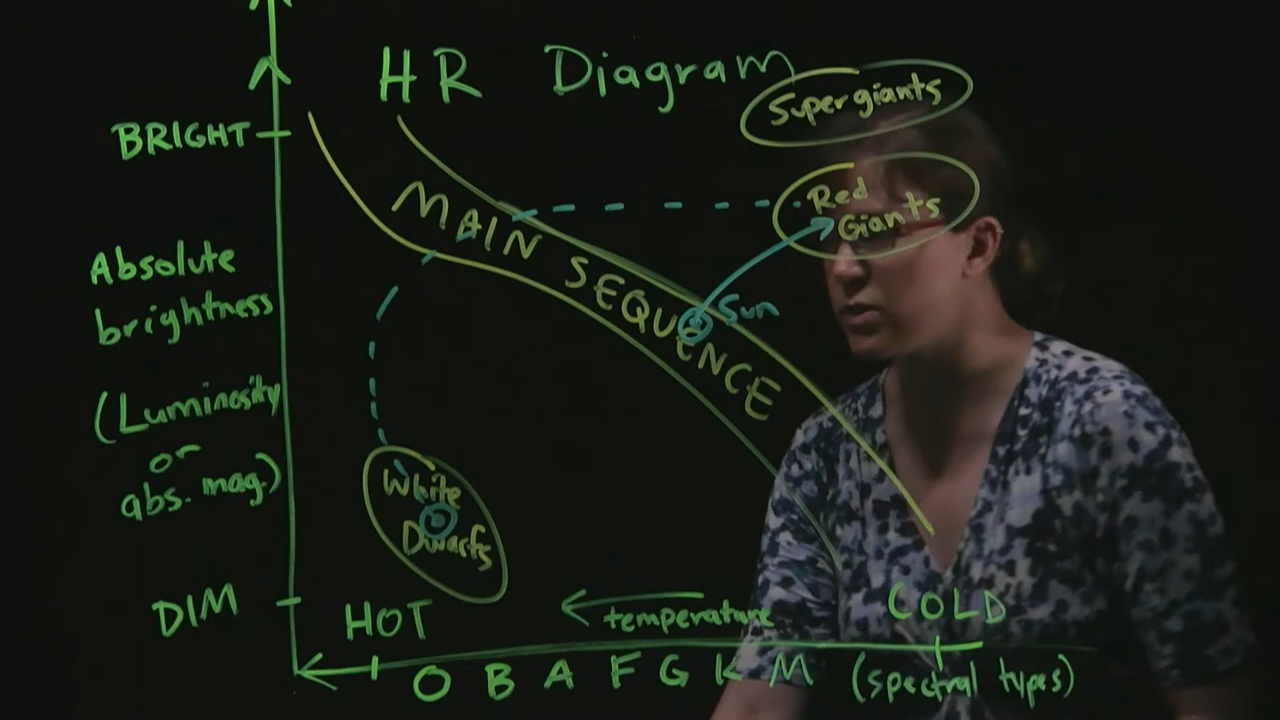 HR Diagram
Supergiants
BRIGHT
Red
Giants
MAIN SEQUENCE
Absolute
brightness
Sun
(Luminosity
or
abs. mag.)
White
Dwarfs
DIM
HOT
temperature
COLD
O B A F G K M (spectral types)